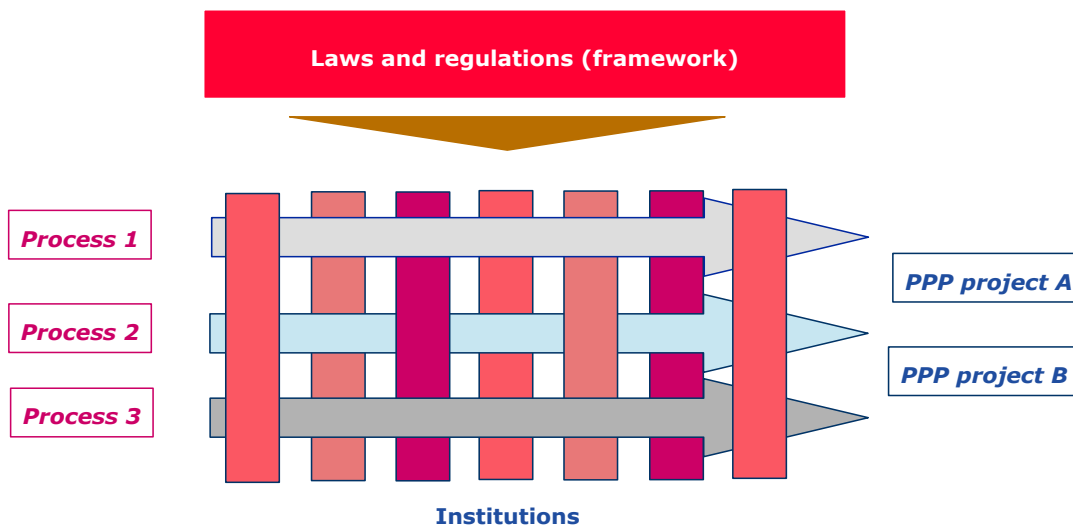 Laws and regulations (framework)
Process 1
PPP project A
Process 2
PPP project B
Process 3
Institutions